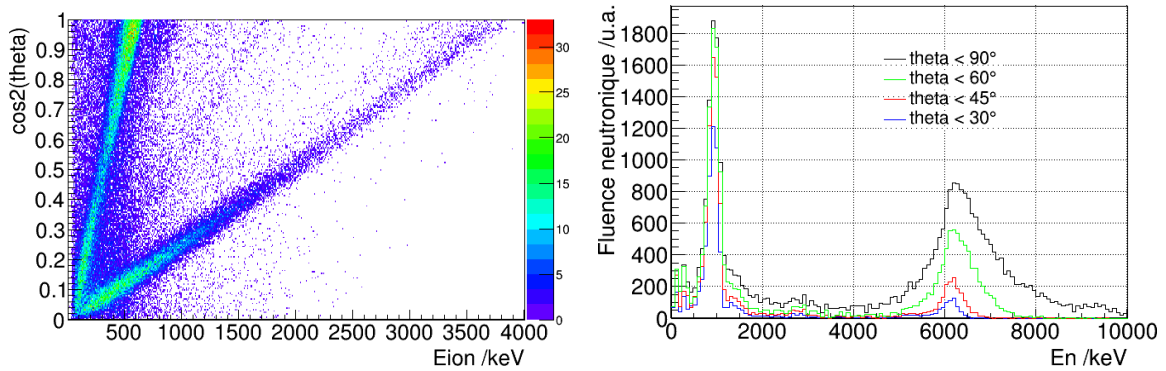 cos2(theta)
1
0.9
0.8
0.7
0.6
0.5
0.4
0.3
0.2
0.1
0
500 1000 1500 2000 2500 3000 3500 4000
Eion /keV
30
25
20
15
10
5
0
Fluence neutronique /u.a.
1800
1600
1400
1200
1000
800
600
400
200
0
0 2000 4000 6000 8000 10000
En /keV
theta < 90°
theta < 60°
theta < 45°
theta < 30°